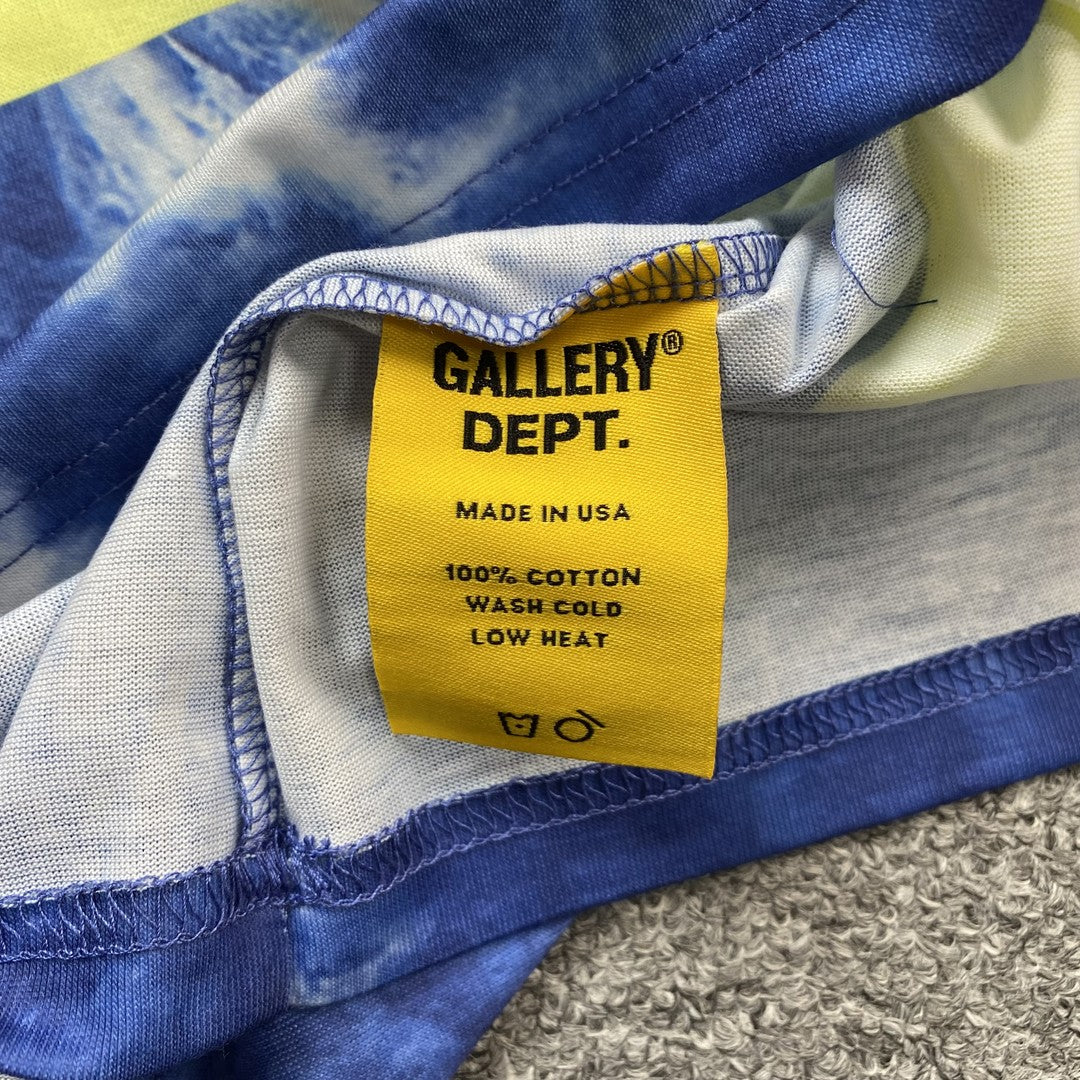 GALLERY®
DEPT.
MADE IN USA
100% COTTON
WASH COLD
LOW HEAT